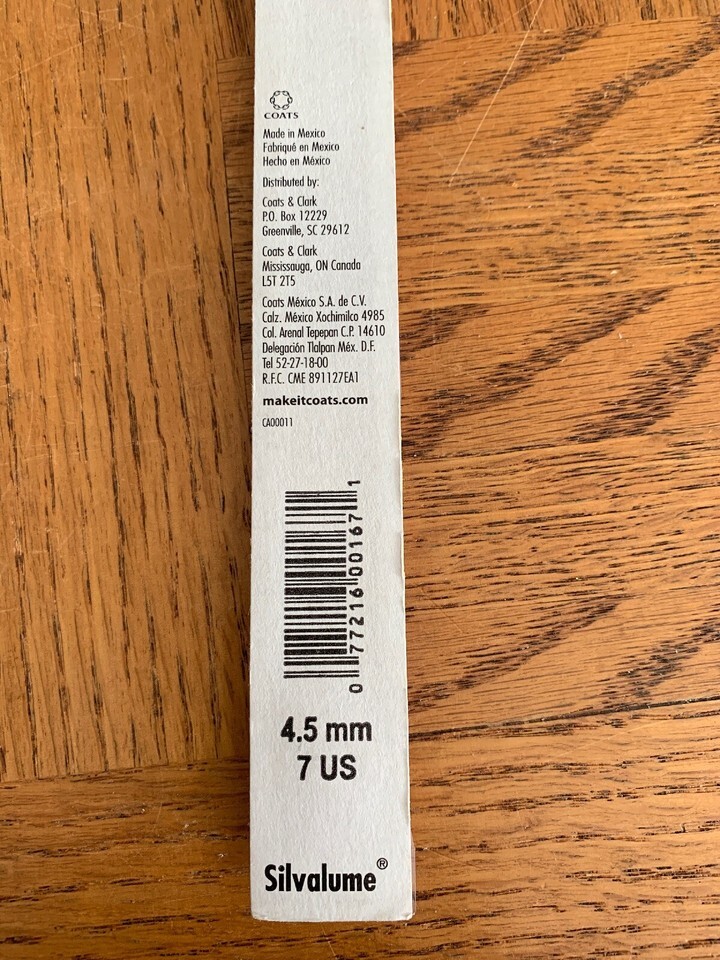 COATS
Made in Mexico
Fabriqué en Mexico
Hecho en México
Distributed by:
Coats & Clark
P.O. Box 12229
Greenville, SC 29612
Coats & Clark
Mississauga, ON Canada
L5T 2T5
Coats México S.A. de C.V.
Calz. México Xochimilco 4985
Col. Arenal Tepepan C.P. 14610
Delegación Tlalpan Méx. D.F.
Tel 52-27-18-00
R.F.C. CME 891127EA1
makeitcoats.com
CA00011
0 77216 00167 1
4.5 mm
7 US
Silvalume®